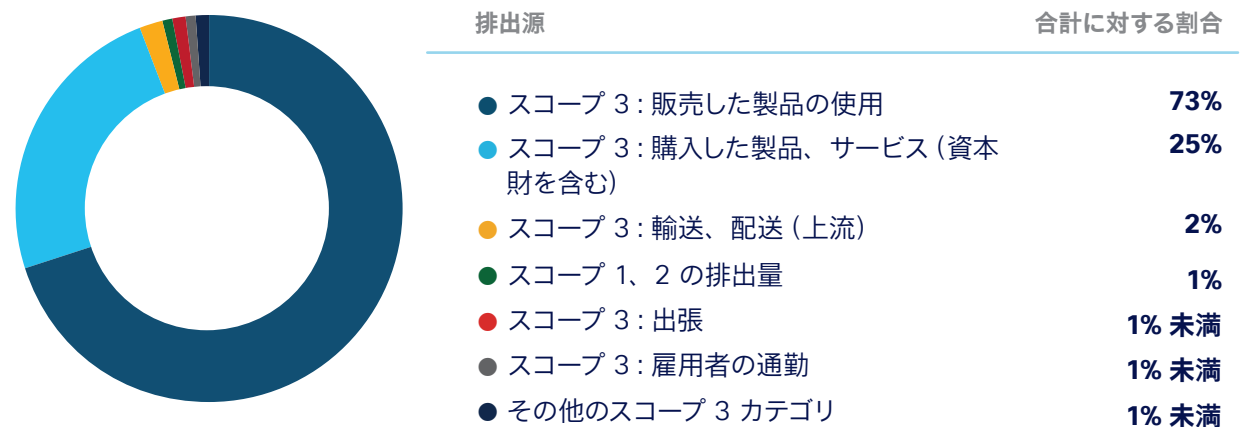 排出源 合計に対する割合
スコープ 3 : 販売した製品の使用 73%
スコープ 3 : 購入した製品、サービス (資本 25%
財を含む)
スコープ 3 : 輸送、配送 (上流) 2%
スコープ 1、2 の排出量 1%
スコープ 3 : 出張 1% 未満
スコープ 3 : 雇用者の通勤 1% 未満
その他のスコープ 3 カテゴリ 1% 未満